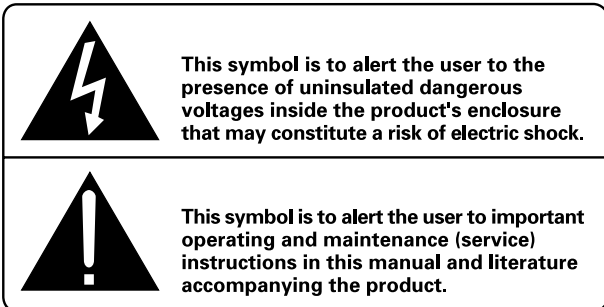 This symbol is to alert the user to the
presence of uninsulated dangerous
voltages inside the product's enclosure
that may constitute a risk of electric shock.
This symbol is to alert the user to important
operating and maintenance (service)
instructions in this manual and literature
accompanying the product.